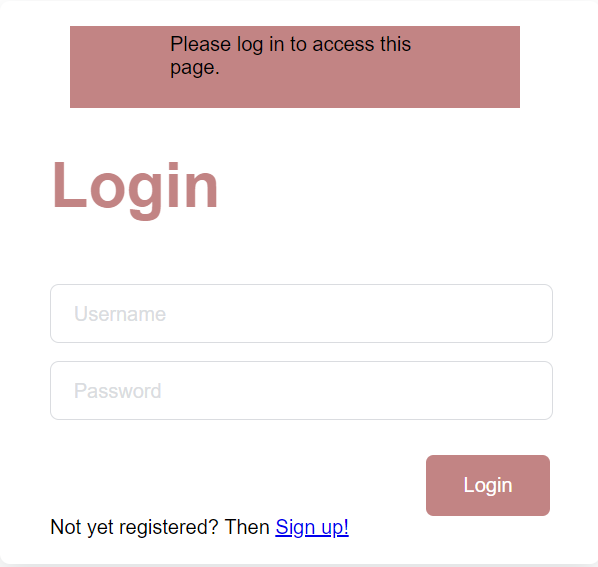 Please log in to access this
page.
Login
Username
Password
Login
Not yet registered? Then Sign up!